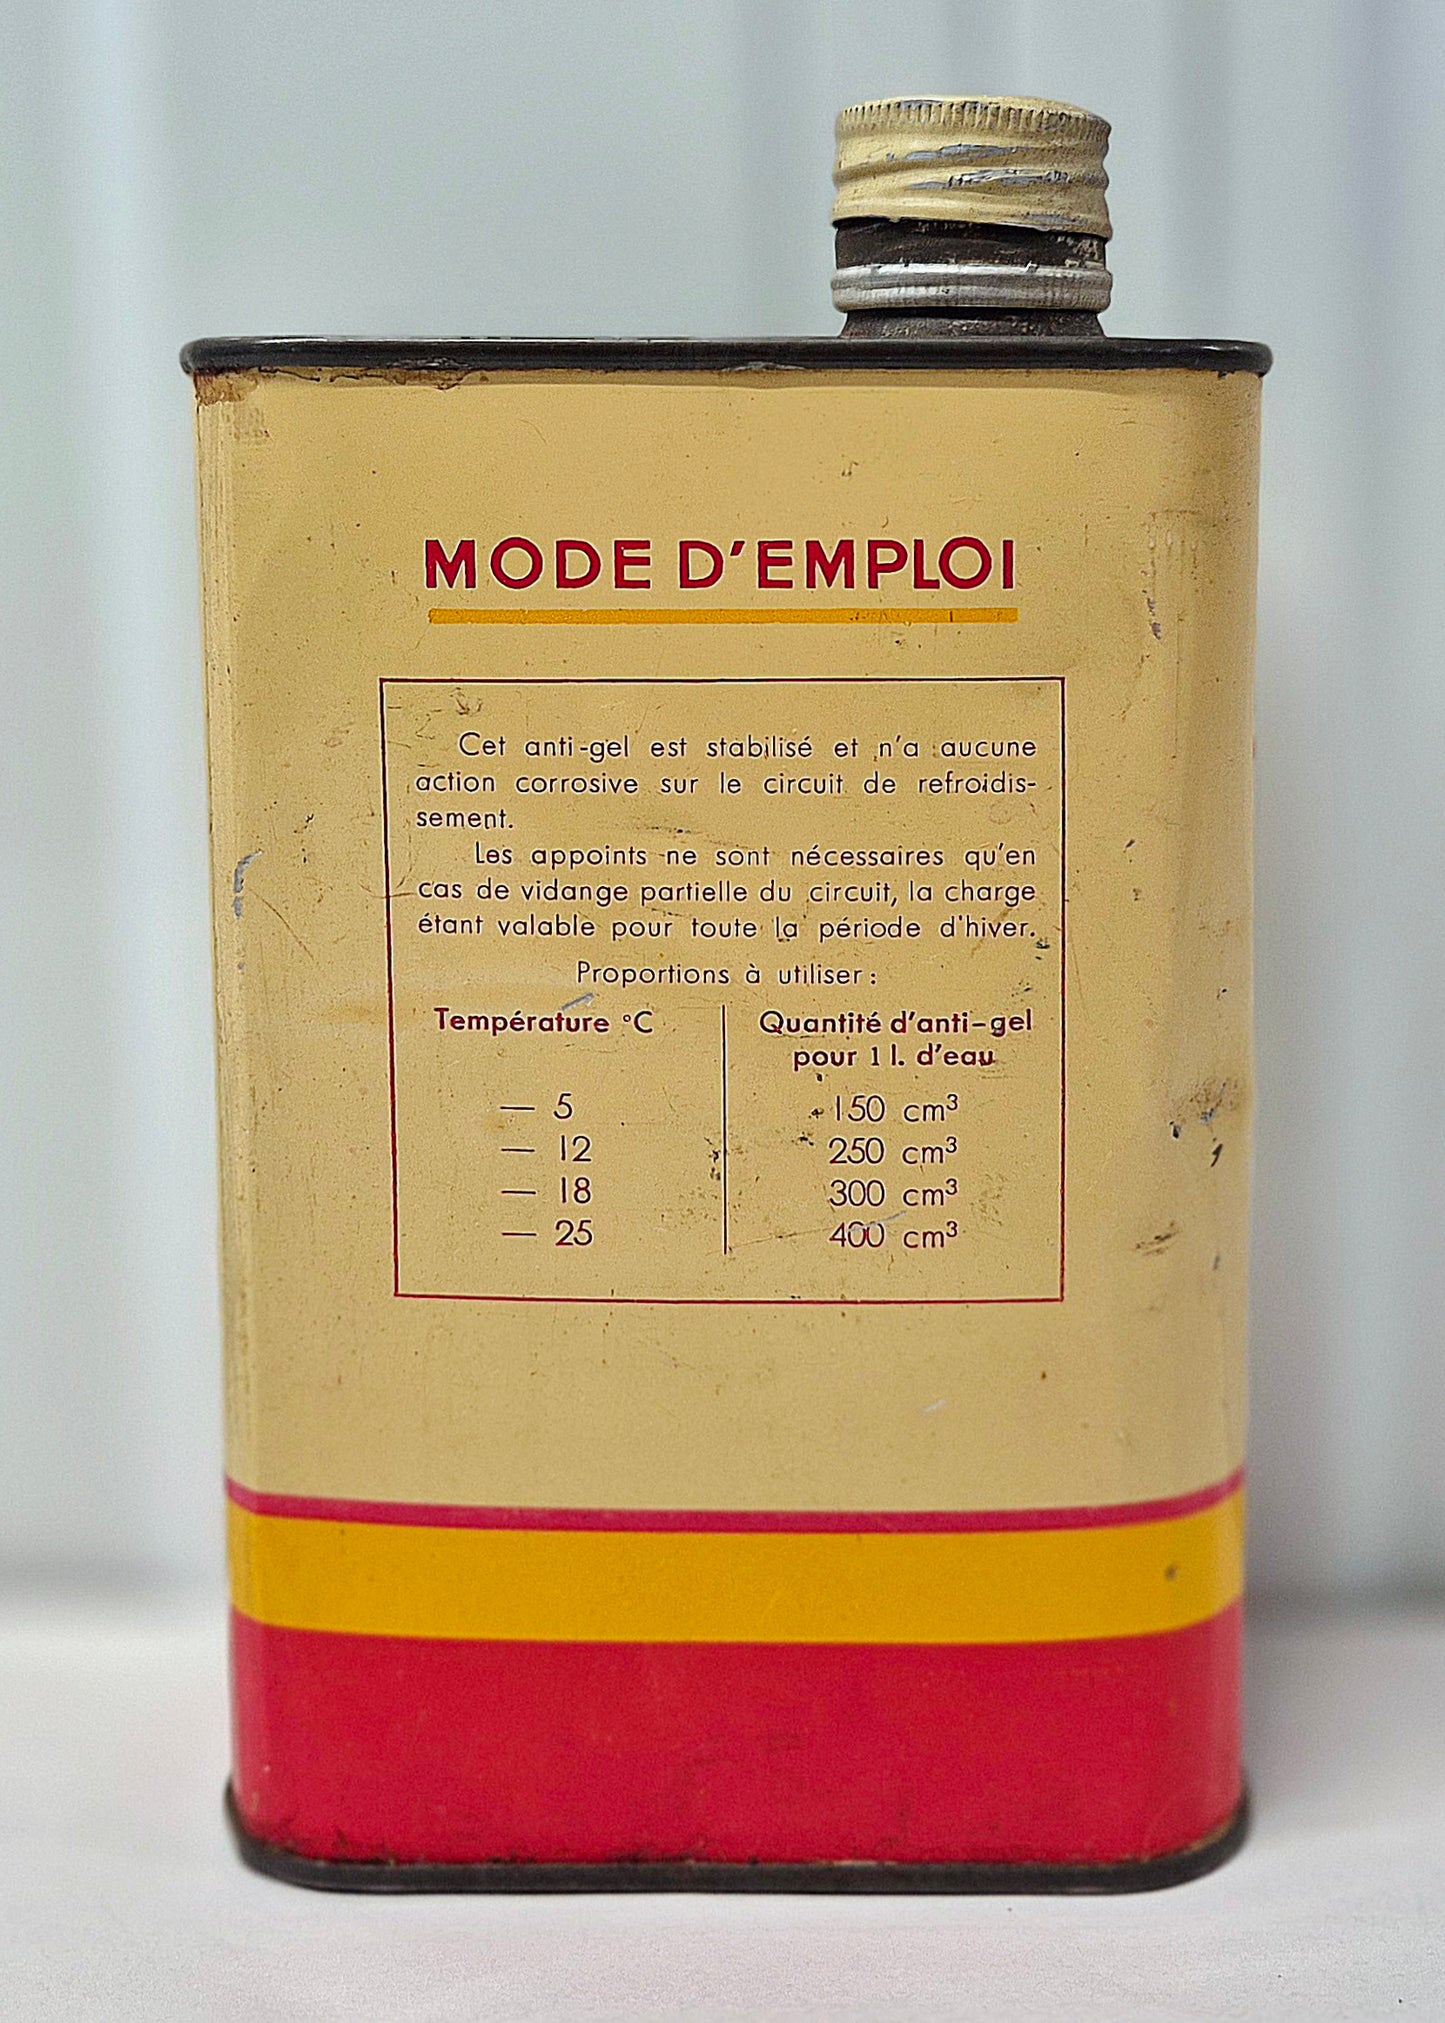 MODE D'EMPLOI
Cet anti-gel est stabilisé et n'a aucune
action corrosive sur le circuit de refroidis-
sement.
Les appoints ne sont nécessaires qu'en
cas de vidange partielle du circuit, la charge
étant valable pour toute la période d'hiver.
Proportions à utiliser :
Température °C Quantité d'anti-gel
pour 1 l. d'eau
— 5 150 cm³
— 12 250 cm³
— 18 300 cm³
— 25 400 cm³